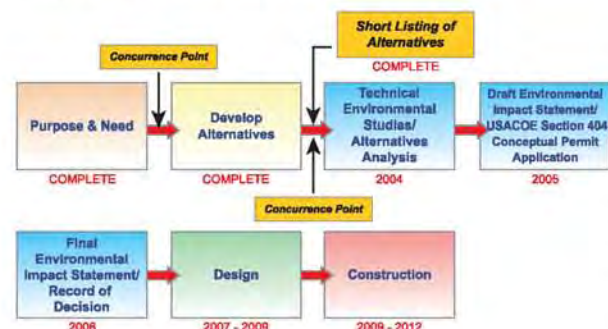 Short Listing of
Alternatives
COMPLETE
Concurrence Point
Purpose & Need
COMPLETE
Develop
Alternatives
COMPLETE
Technical
Environmental
Studies/
Alternatives
Analysis
2004
Draft Environmental
Impact Statement/
USACOE Section 404
Conceptual Permit
Application
2005
Concurrence Point
Final
Environmental
Impact Statement/
Record of
Decision
2006
Design
2007 - 2009
Construction
2009 - 2012